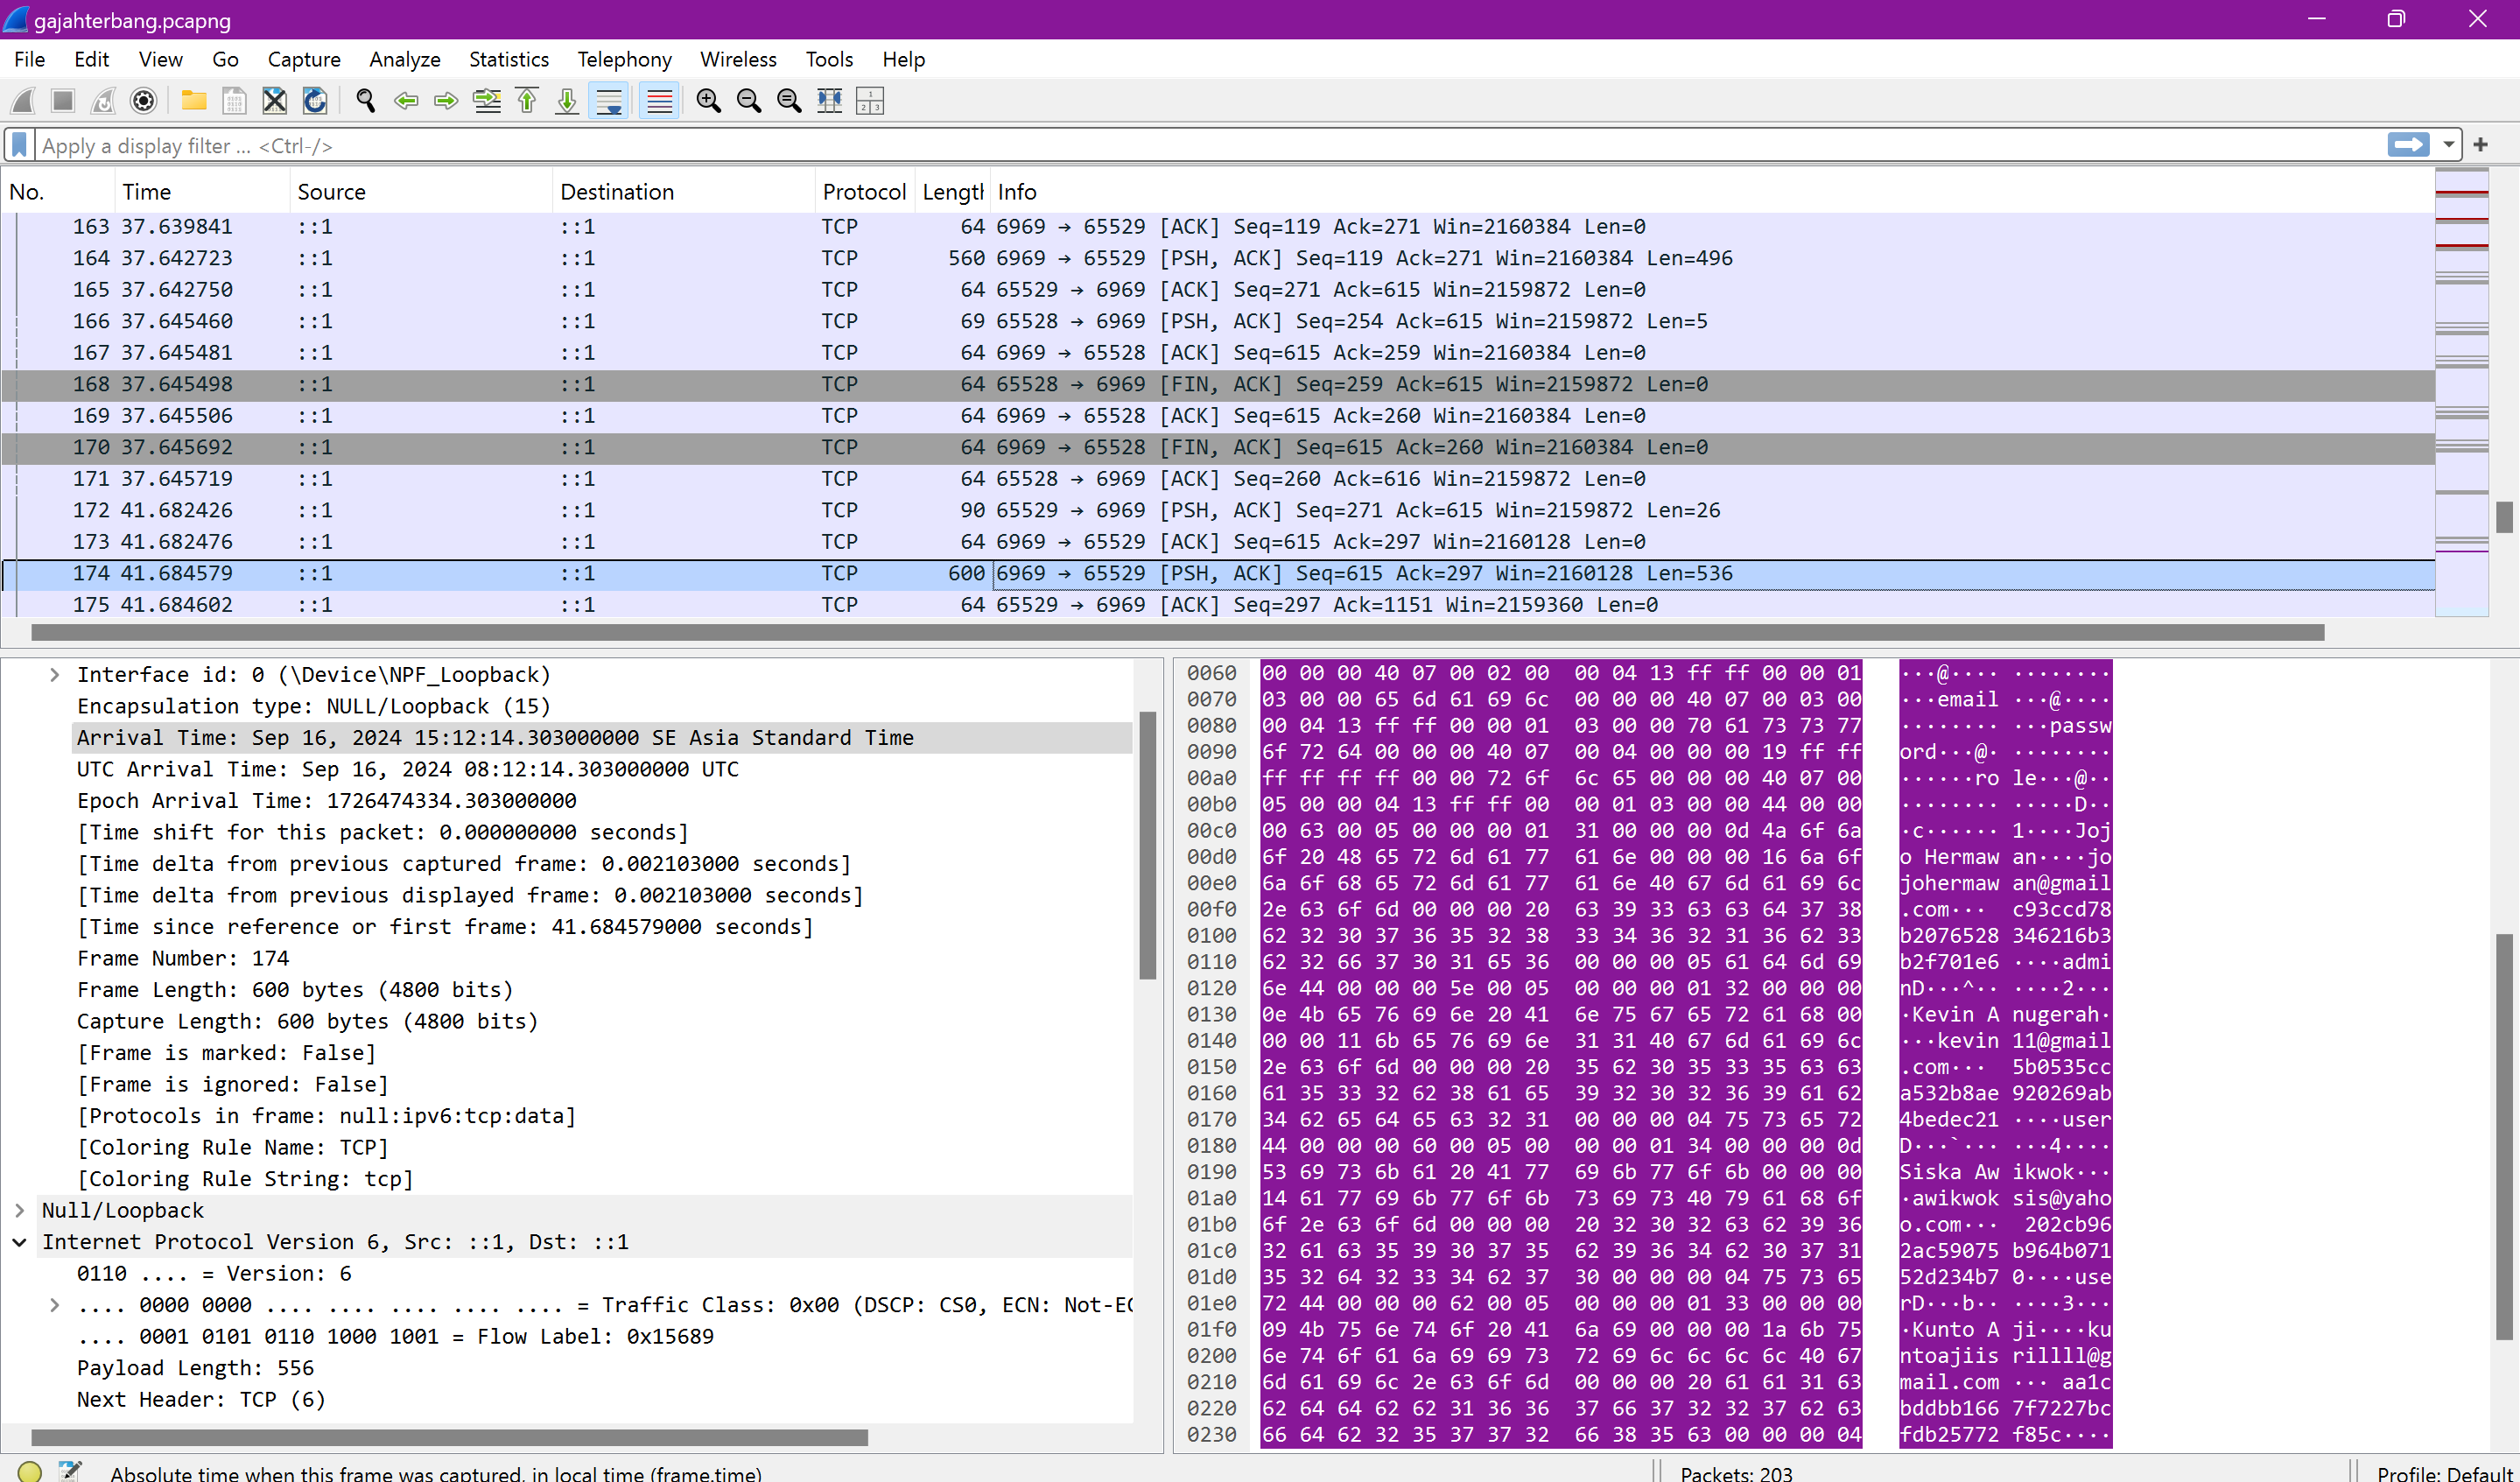 gajahterbang.pcapng
File Edit View Go Capture Analyze Statistics Telephony Wireless Tools Help
Apply a display filter ... <Ctrl-/>
No. Time Source Destination Protocol Length Info
163 37.639841 ::1 ::1 TCP 64 6969 → 65529 [ACK] Seq=119 Ack=271 Win=2160384 Len=0
164 37.642723 ::1 ::1 TCP 560 6969 → 65529 [PSH, ACK] Seq=119 Ack=271 Win=2160384 Len=496
165 37.642750 ::1 ::1 TCP 64 65529 → 6969 [ACK] Seq=271 Ack=615 Win=2159872 Len=0
166 37.645460 ::1 ::1 TCP 69 65528 → 6969 [PSH, ACK] Seq=254 Ack=615 Win=2159872 Len=5
167 37.645481 ::1 ::1 TCP 64 6969 → 65528 [ACK] Seq=615 Ack=259 Win=2160384 Len=0
168 37.645498 ::1 ::1 TCP 64 65528 → 6969 [FIN, ACK] Seq=259 Ack=615 Win=2159872 Len=0
169 37.645506 ::1 ::1 TCP 64 6969 → 65528 [ACK] Seq=615 Ack=260 Win=2160384 Len=0
170 37.645692 ::1 ::1 TCP 64 6969 → 65528 [FIN, ACK] Seq=615 Ack=260 Win=2160384 Len=0
171 37.645719 ::1 ::1 TCP 64 65528 → 6969 [ACK] Seq=260 Ack=616 Win=2159872 Len=0
172 41.682426 ::1 ::1 TCP 90 65529 → 6969 [PSH, ACK] Seq=271 Ack=615 Win=2159872 Len=26
173 41.682476 ::1 ::1 TCP 64 6969 → 65529 [ACK] Seq=615 Ack=297 Win=2160128 Len=0
174 41.684579 ::1 ::1 TCP 600 6969 → 65529 [PSH, ACK] Seq=615 Ack=297 Win=2160128 Len=536
175 41.684602 ::1 ::1 TCP 64 65529 → 6969 [ACK] Seq=297 Ack=1151 Win=2159360 Len=0
Interface id: 0 (\Device\NPF_Loopback)
Encapsulation type: NULL/Loopback (15)
Arrival Time: Sep 16, 2024 15:12:14.303000000 SE Asia Standard Time
UTC Arrival Time: Sep 16, 2024 08:12:14.303000000 UTC
Epoch Arrival Time: 1726474334.303000000
[Time shift for this packet: 0.000000000 seconds]
[Time delta from previous captured frame: 0.002103000 seconds]
[Time delta from previous displayed frame: 0.002103000 seconds]
[Time since reference or first frame: 41.684579000 seconds]
Frame Number: 174
Frame Length: 600 bytes (4800 bits)
Capture Length: 600 bytes (4800 bits)
[Frame is marked: False]
[Frame is ignored: False]
[Protocols in frame: null:ipv6:tcp:data]
[Coloring Rule Name: TCP]
[Coloring Rule String: tcp]
Null/Loopback
Internet Protocol Version 6, Src: ::1, Dst: ::1
0110 .... = Version: 6
.... 0000 0000 .... .... .... .... .... = Traffic Class: 0x00 (DSCP: CS0, ECN: Not-EC
.... 0001 0101 0110 1000 1001 = Flow Label: 0x15689
Payload Length: 556
Next Header: TCP (6)
0060 00 00 00 40 07 00 02 00 00 04 13 ff ff 00 00 01 ···@···· ········
0070 03 00 00 65 6d 61 69 6c 00 00 00 40 07 00 03 00 ···email ···@····
0080 00 04 13 ff ff 00 00 01 03 00 00 70 61 73 73 77 ········ ···passw
0090 6f 72 64 00 00 00 40 07 00 04 00 00 00 19 ff ff ord···@· ········
00a0 ff ff ff ff 00 00 72 6f 6c 65 00 00 00 40 07 00 ······ro le···@··
00b0 05 00 00 04 13 ff ff 00 00 01 03 00 00 44 00 00 ········ ·····D··
00c0 00 63 00 05 00 00 00 01 31 00 00 00 0d 4a 6f 6a ·c······ 1····Joj
00d0 6f 20 48 65 72 6d 61 77 61 6e 00 00 00 16 6a 6f o Hermaw an····jo
00e0 6a 6f 68 65 72 6d 61 77 61 6e 40 67 6d 61 69 6c johermaw an@gmail
00f0 2e 63 6f 6d 00 00 00 20 63 39 33 63 63 64 37 38 .com···  c93ccd78
0100 62 32 30 37 36 35 32 38 33 34 36 32 31 36 62 33 b2076528 346216b3
0110 62 32 66 37 30 31 65 36 00 00 00 05 61 64 6d 69 b2f701e6 ····admi
0120 6e 44 00 00 00 5e 00 05 00 00 00 01 32 00 00 00 nD···^·· ····2···
0130 0e 4b 65 76 69 6e 20 41 6e 75 67 65 72 61 68 00 ·Kevin A nugerah·
0140 00 00 11 6b 65 76 69 6e 31 31 40 67 6d 61 69 6c ···kevin 11@gmail
0150 2e 63 6f 6d 00 00 00 20 35 62 30 35 33 35 63 63 .com···  5b0535cc
0160 61 35 33 32 62 38 61 65 39 32 30 32 36 39 61 62 a532b8ae 920269ab
0170 34 62 65 64 65 63 32 31 00 00 00 04 75 73 65 72 4bedec21 ····user
0180 44 00 00 00 60 00 05 00 00 00 01 34 00 00 00 0d D···`··· ···4····
0190 53 69 73 6b 61 20 41 77 69 6b 77 6f 6b 00 00 00 Siska Aw ikwok···
01a0 14 61 77 69 6b 77 6f 6b 73 69 73 40 79 61 68 6f ·awikwok sis@yaho
01b0 6f 2e 63 6f 6d 00 00 00 20 32 30 32 63 62 39 36 o.com···  202cb96
01c0 32 61 63 35 39 30 37 35 62 39 36 34 62 30 37 31 2ac59075 b964b071
01d0 35 32 64 32 33 34 62 37 30 00 00 00 04 75 73 65 52d234b7 0····use
01e0 72 44 00 00 00 62 00 05 00 00 00 01 33 00 00 00 rD···b·· ····3···
01f0 09 4b 75 6e 74 6f 20 41 6a 69 00 00 00 1a 6b 75 ·Kunto A ji····ku
0200 6e 74 6f 61 6a 69 69 73 72 69 6c 6c 6c 6c 40 67 ntoajiis rillll@g
0210 6d 61 69 6c 2e 63 6f 6d 00 00 00 20 61 61 31 63 mail.com ··· aa1c
0220 62 64 64 62 62 31 36 36 37 66 37 32 32 37 62 63 bddbb166 7f7227bc
0230 66 64 62 32 35 37 37 32 66 38 35 63 00 00 00 04 fdb25772 f85c····
Absolute time when this frame was captured, in local time (frame.time)
Packets: 203
Profile: Default